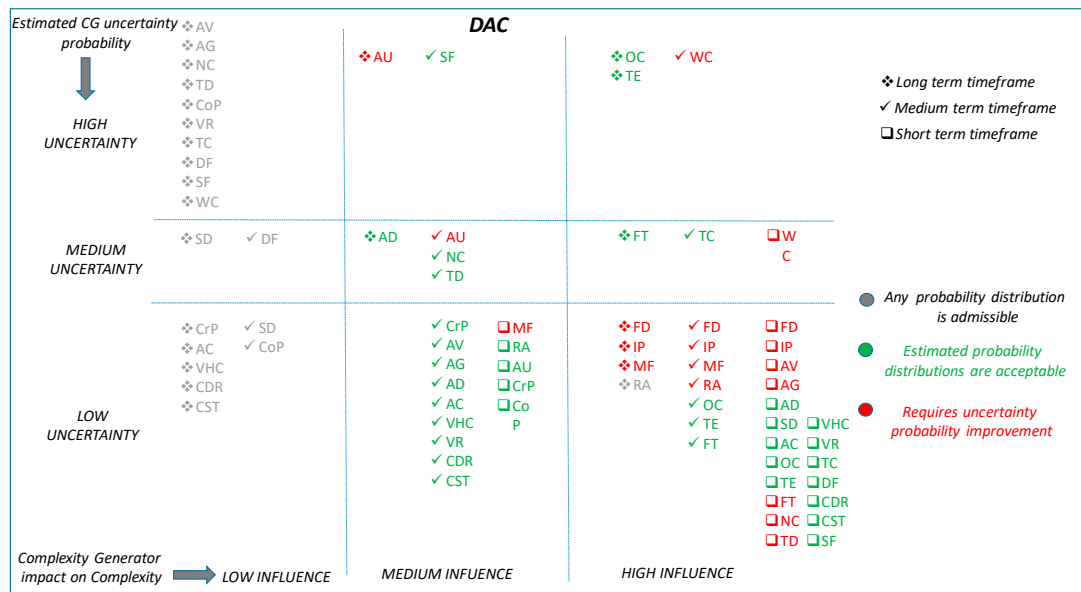 DAC
Estimated CG uncertainty
probability
HIGH
UNCERTAINTY
❖ AV
❖ AG
❖ NC
❖ TD
❖ CoP
❖ VR
❖ TC
❖ DF
❖ SF
❖ WC
❖ AU ✓ SF
❖ OC ✓ WC
❖ TE
❖ Long term timeframe
✓ Medium term timeframe
❑ Short term timeframe
MEDIUM
UNCERTAINTY
❖ SD ✓ DF
❖ AD ✓ AU
✓ NC
✓ TD
❖ FT ✓ TC ❑ W
C
Any probability distribution
is admissible
Estimated probability
distributions are acceptable
Requires uncertainty
probability improvement
LOW
UNCERTAINTY
❖ CrP ✓ SD
❖ AC ✓ CoP
❖ VHC
❖ CDR
❖ CST
✓ CrP ❑ MF
✓ AV ❑ RA
✓ AG ❑ AU
✓ AD ❑ CrP
✓ AC ❑ Co
✓ VHC P
✓ VR
✓ CDR
✓ CST
❖ FD ✓ FD ❑ FD
❖ IP ✓ IP ❑ IP
❖ MF ✓ MF ❑ AV
❖ RA ✓ RA ❑ AG
✓ OC ❑ AD
✓ TE ❑ SD ❑ VHC
✓ FT ❑ AC ❑ VR
❑ OC ❑ TC
❑ TE ❑ DF
❑ FT ❑ CDR
❑ NC ❑ CST
❑ TD ❑ SF
Complexity Generator
impact on Complexity
LOW INFLUENCE
MEDIUM INFUENCE
HIGH INFLUENCE